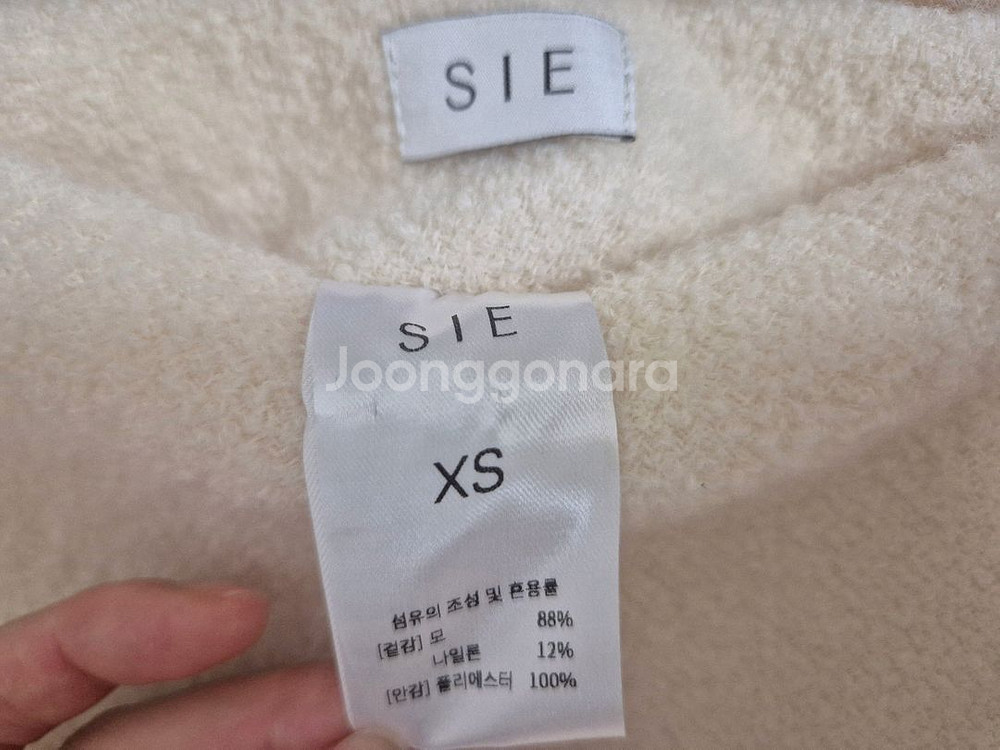 SIE
SIE
Joonggonara
XS
섬유의 조성 및 혼용률
[겉감] 모 88%
나일론 12%
[안감] 폴리에스터 100%